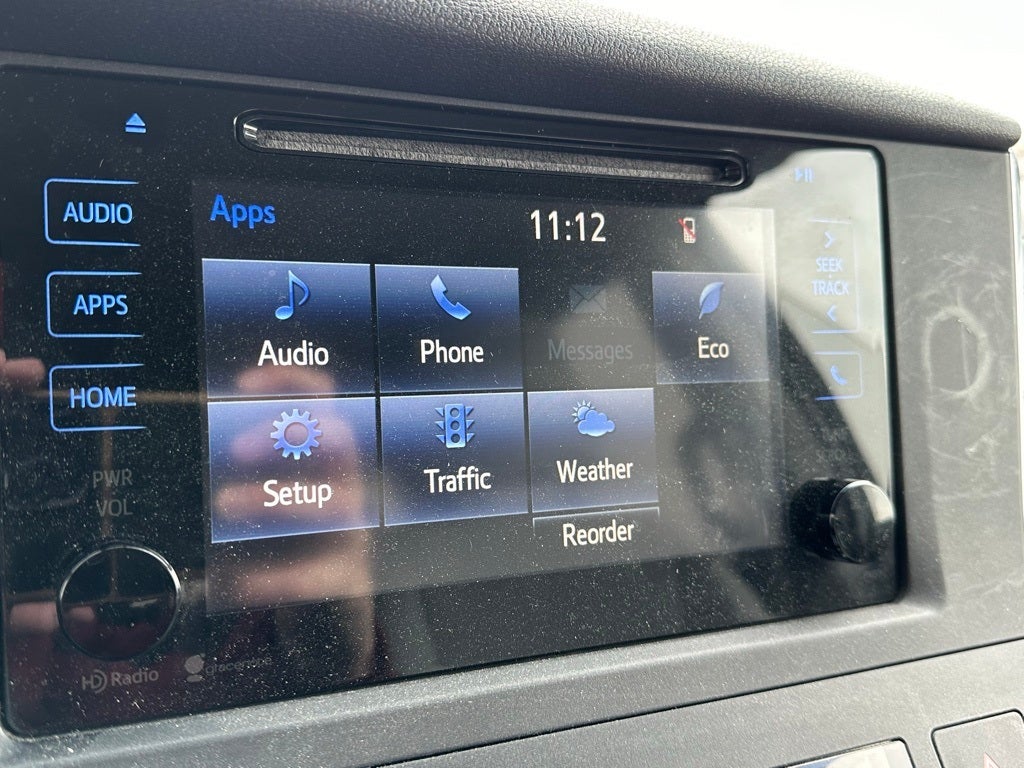 AUDIO
APPS
HOME
PWR
VOL
Apps
11:12
Audio
Phone
Messages
Eco
Setup
Traffic
Weather
Reorder
SEEK
TRACK
HD Radio
gracenote